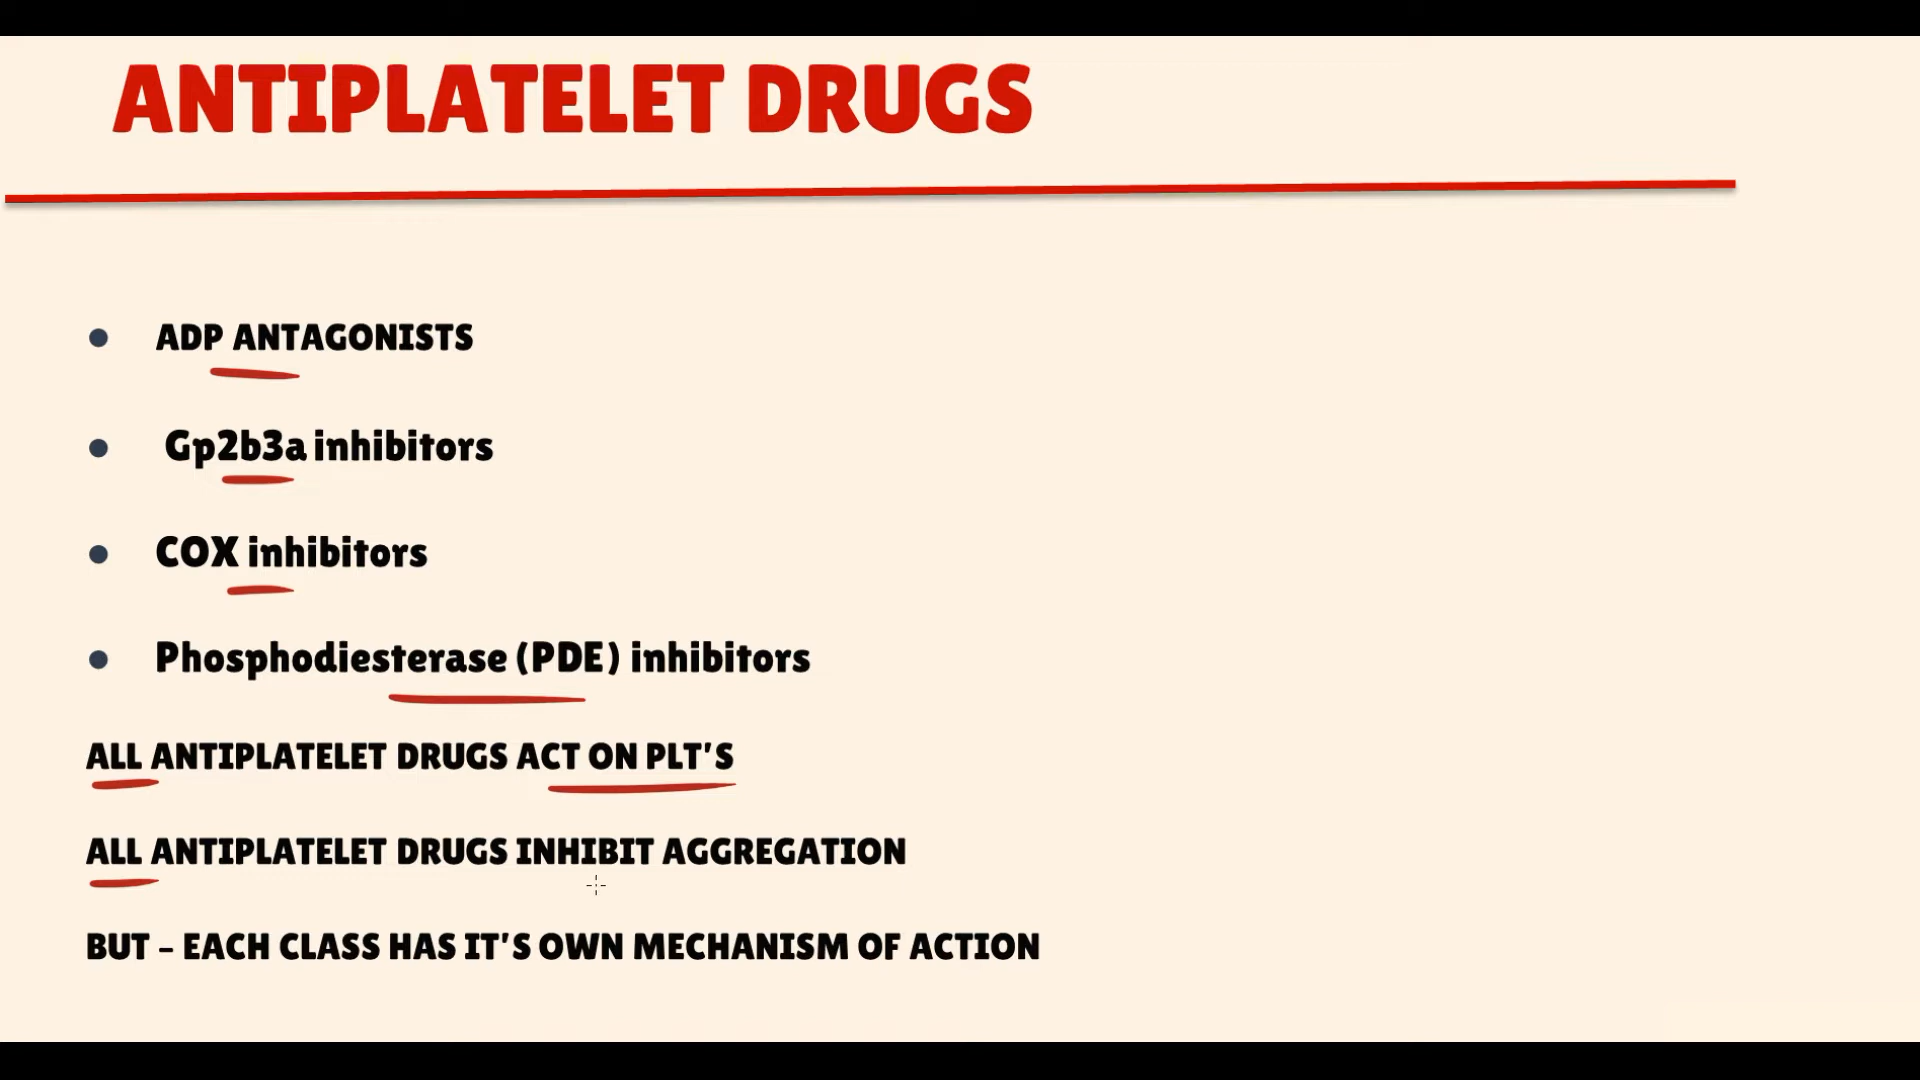 ANTIPLATELET DRUGS
● ADP ANTAGONISTS
● Gp2b3a inhibitors
● COX inhibitors
● Phosphodiesterase (PDE) inhibitors
ALL ANTIPLATELET DRUGS ACT ON PLT'S
ALL ANTIPLATELET DRUGS INHIBIT AGGREGATION
BUT – EACH CLASS HAS IT'S OWN MECHANISM OF ACTION